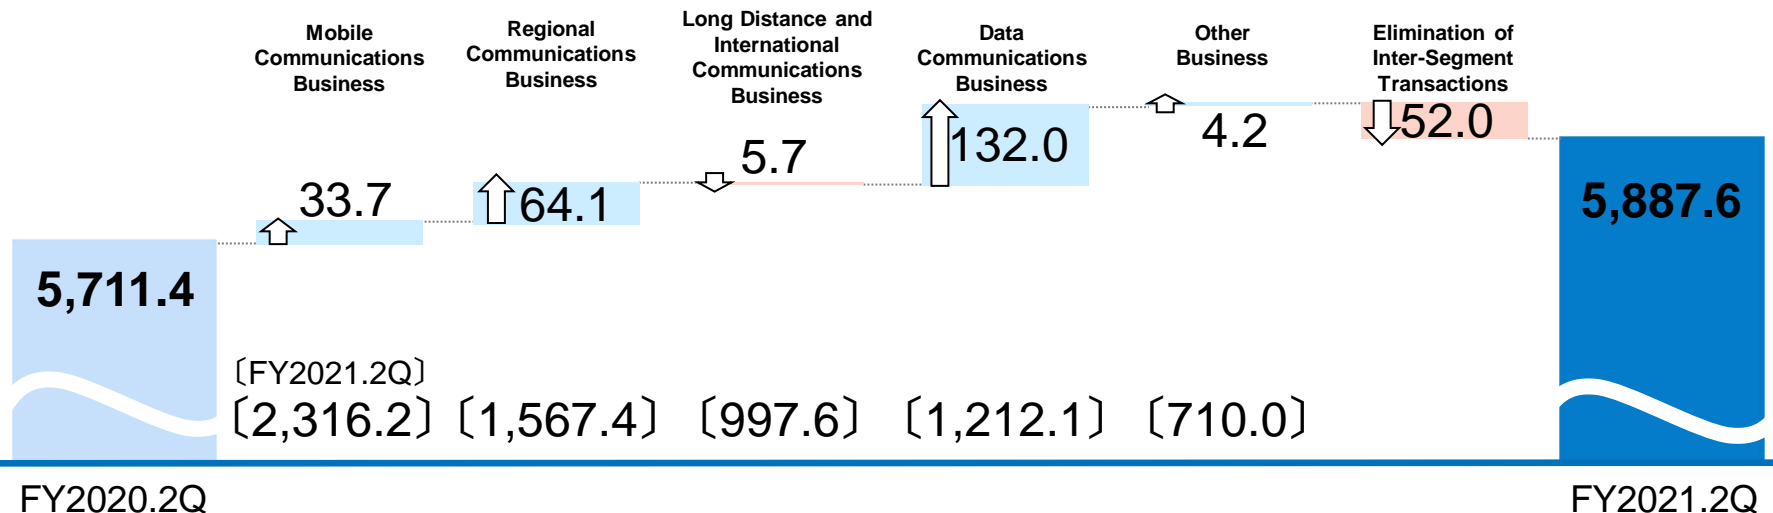 Mobile
Communications
Business
Regional
Communications
Business
Long Distance and
International
Communications
Business
Data
Communications
Business
Other
Business
Elimination of
Inter-Segment
Transactions
33.7
64.1
5.7
132.0
4.2
52.0
5,711.4
5,887.6
〔FY2021.2Q〕
〔2,316.2〕 〔1,567.4〕 〔997.6〕 〔1,212.1〕 〔710.0〕
FY2020.2Q
FY2021.2Q